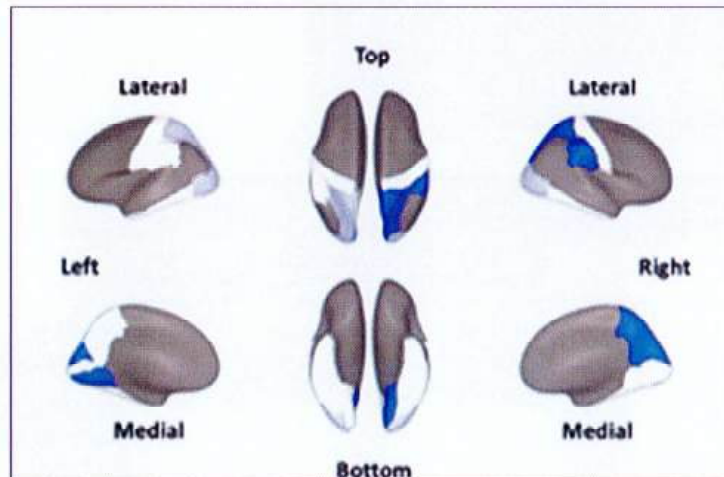 Top
Lateral
Lateral
Left
Right
Medial
Medial
Bottom